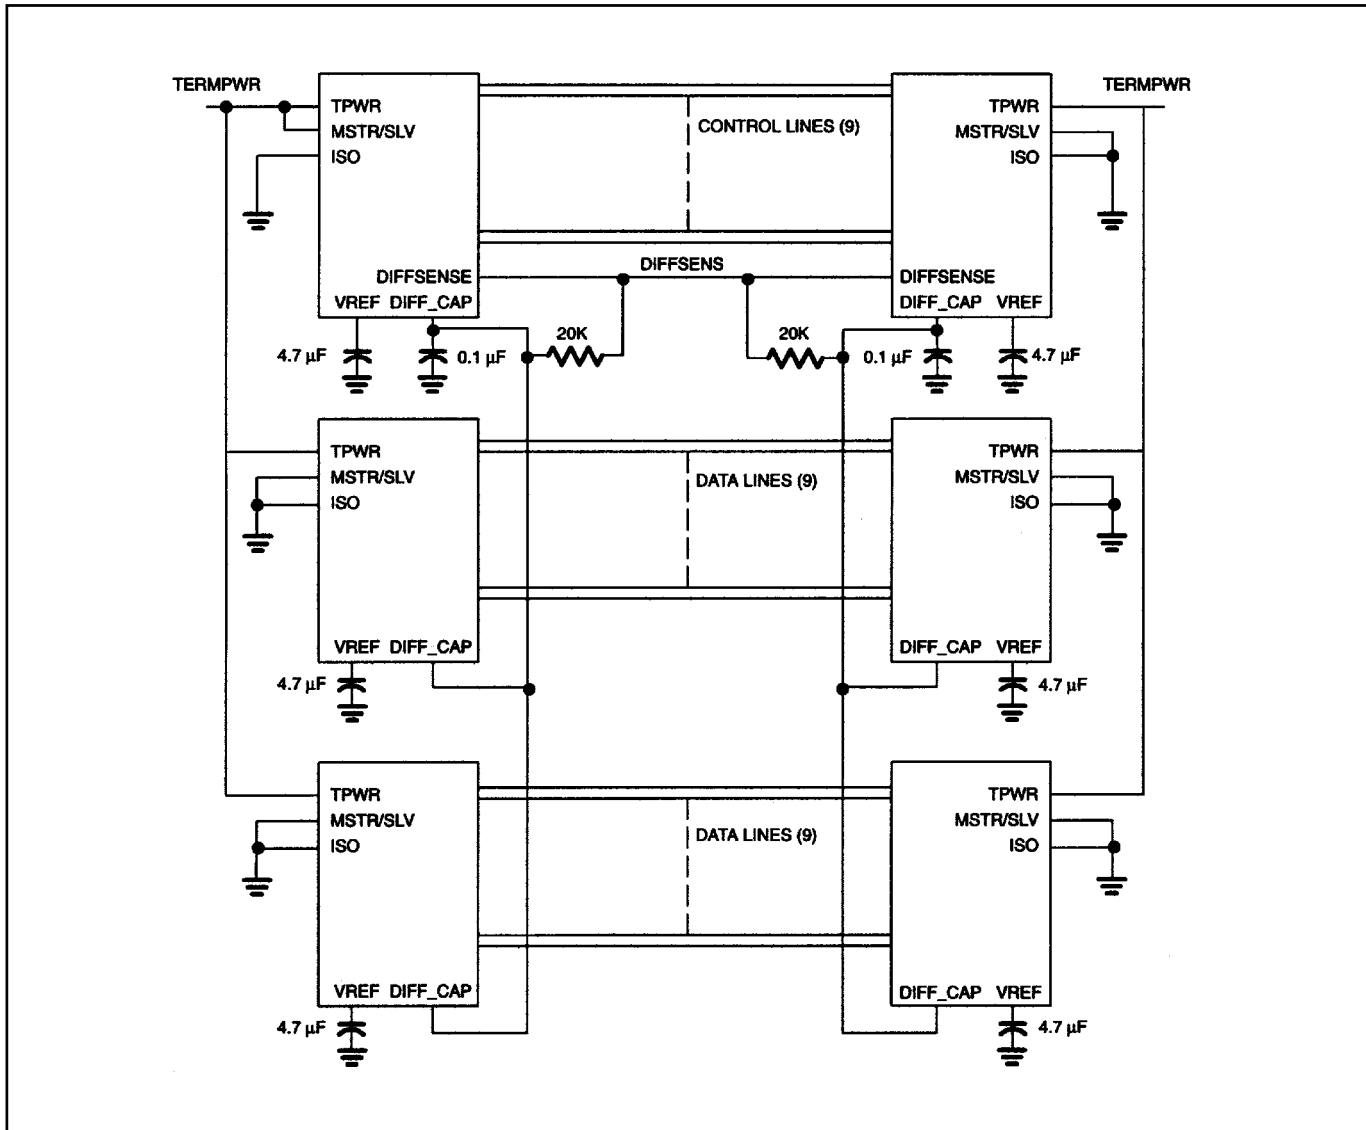 TERMPWR
TERMPWR
TPWR
MSTR/SLV
ISO
CONTROL LINES (9)
TPWR
MSTR/SLV
ISO
DIFFSENS
DIFFSENSE
DIFFSENSE
VREF DIFF_CAP
DIFF_CAP VREF
4.7 µF
0.1 µF
20K
20K
0.1 µF
4.7 µF
TPWR
MSTR/SLV
ISO
DATA LINES (9)
TPWR
MSTR/SLV
ISO
VREF DIFF_CAP
DIFF_CAP VREF
4.7 µF
4.7 µF
TPWR
MSTR/SLV
ISO
DATA LINES (9)
TPWR
MSTR/SLV
ISO
VREF DIFF_CAP
DIFF_CAP VREF
4.7 µF
4.7 µF